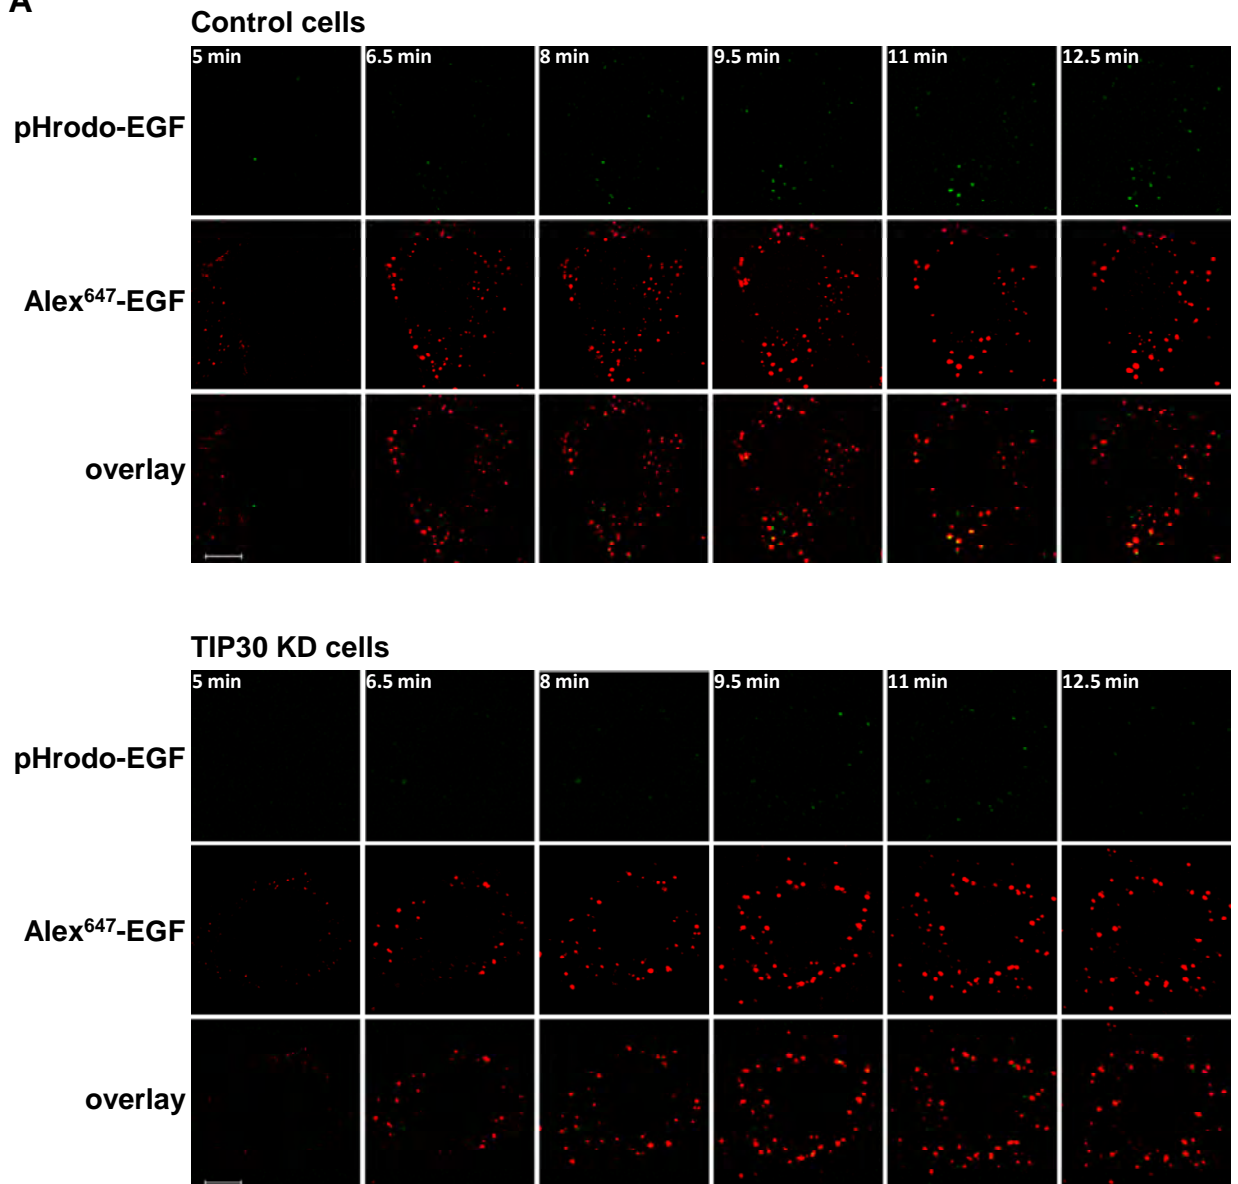 A
Control cells
5 min 6.5 min 8 min 9.5 min 11 min 12.5 min
pHrodo-EGF
Alex647-EGF
overlay
TIP30 KD cells
5 min 6.5 min 8 min 9.5 min 11 min 12.5 min
pHrodo-EGF
Alex647-EGF
overlay